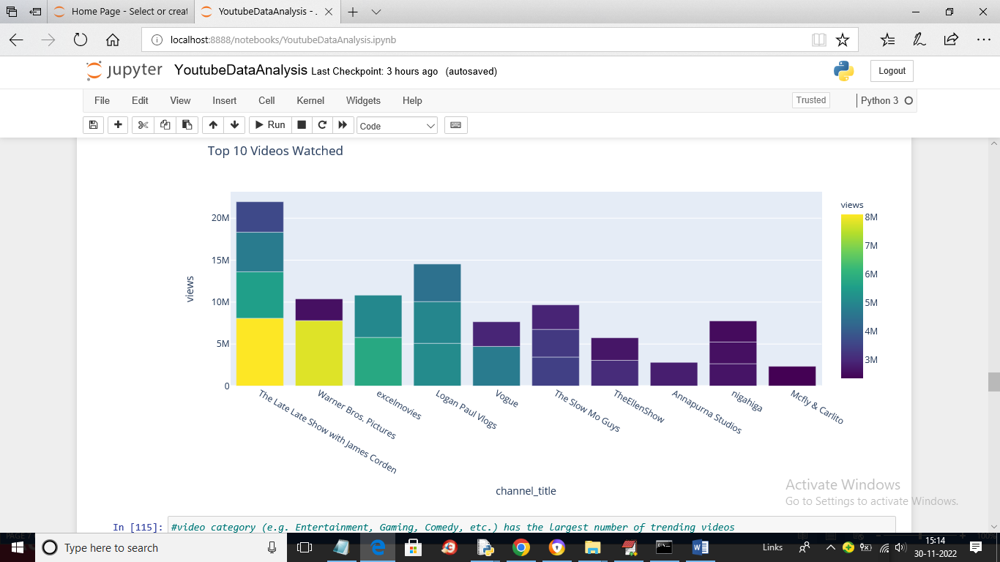 Home Page - Select or creat
YoutubeDataAnalysis - .
localhost:8888/notebooks/YoutubeDataAnalysis.ipynb
jupyter YoutubeDataAnalysis Last Checkpoint: 3 hours ago (autosaved)
Logout
File Edit View Insert Cell Kernel Widgets Help
Trusted
Python 3
Run
Code
Top 10 Videos Watched
views
20M
15M
10M
5M
0
views
8M
7M
6M
5M
4M
3M
The Late Late Show with James Corden
Warner Bros. Pictures
excelmovies
Logan Paul Vlogs
Vogue
The Slow Mo Guys
TheEllenShow
Annapurna Studios
nigahiga
Mcfly & Carlito
channel_title
Activate Windows
Go to Settings to activate Windows.
In [115]: #video category (e.g. Entertainment, Gaming, Comedy, etc.) has the largest number of trending videos
100%
Type here to search
Links
15:14
30-11-2022